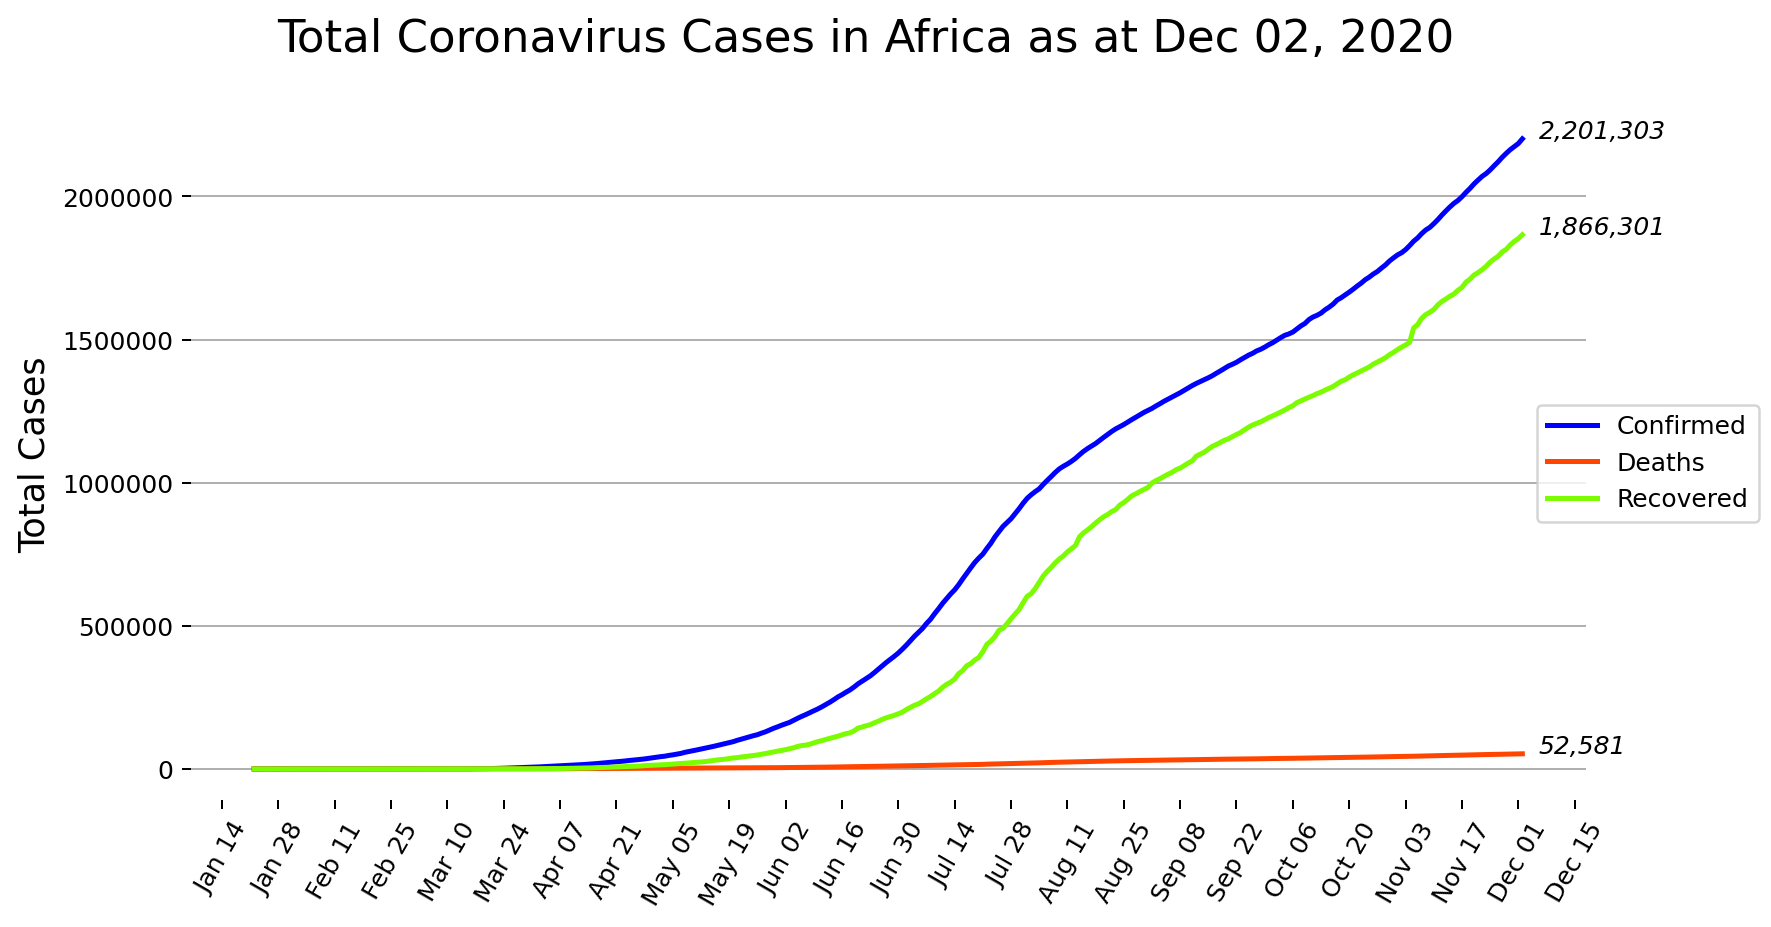 Total Coronavirus Cases in Africa as at Dec 02, 2020
2,201,303
2000000
1,866,301
1500000
Total Cases
Confirmed
Deaths
Recovered
1000000
500000
52,581
0
Jan 14
Jan 28
Feb 11
Feb 25
Mar 10
Mar 24
Apr 07
Apr 21
May 05
May 19
Jun 02
Jun 16
Jun 30
Jul 14
Jul 28
Aug 11
Aug 25
Sep 08
Sep 22
Oct 06
Oct 20
Nov 03
Nov 17
Dec 01
Dec 15